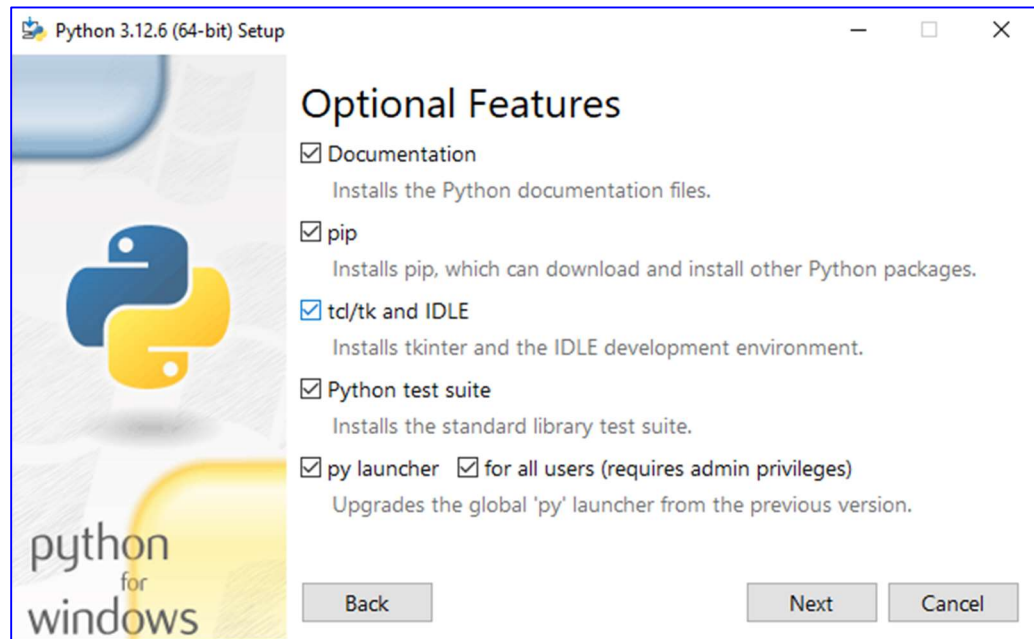 Python 3.12.6 (64-bit) Setup
Optional Features
Documentation
Installs the Python documentation files.
pip
Installs pip, which can download and install other Python packages.
tcl/tk and IDLE
Installs tkinter and the IDLE development environment.
Python test suite
Installs the standard library test suite.
py launcher for all users (requires admin privileges)
Upgrades the global 'py' launcher from the previous version.
python
for
windows
Back Next Cancel